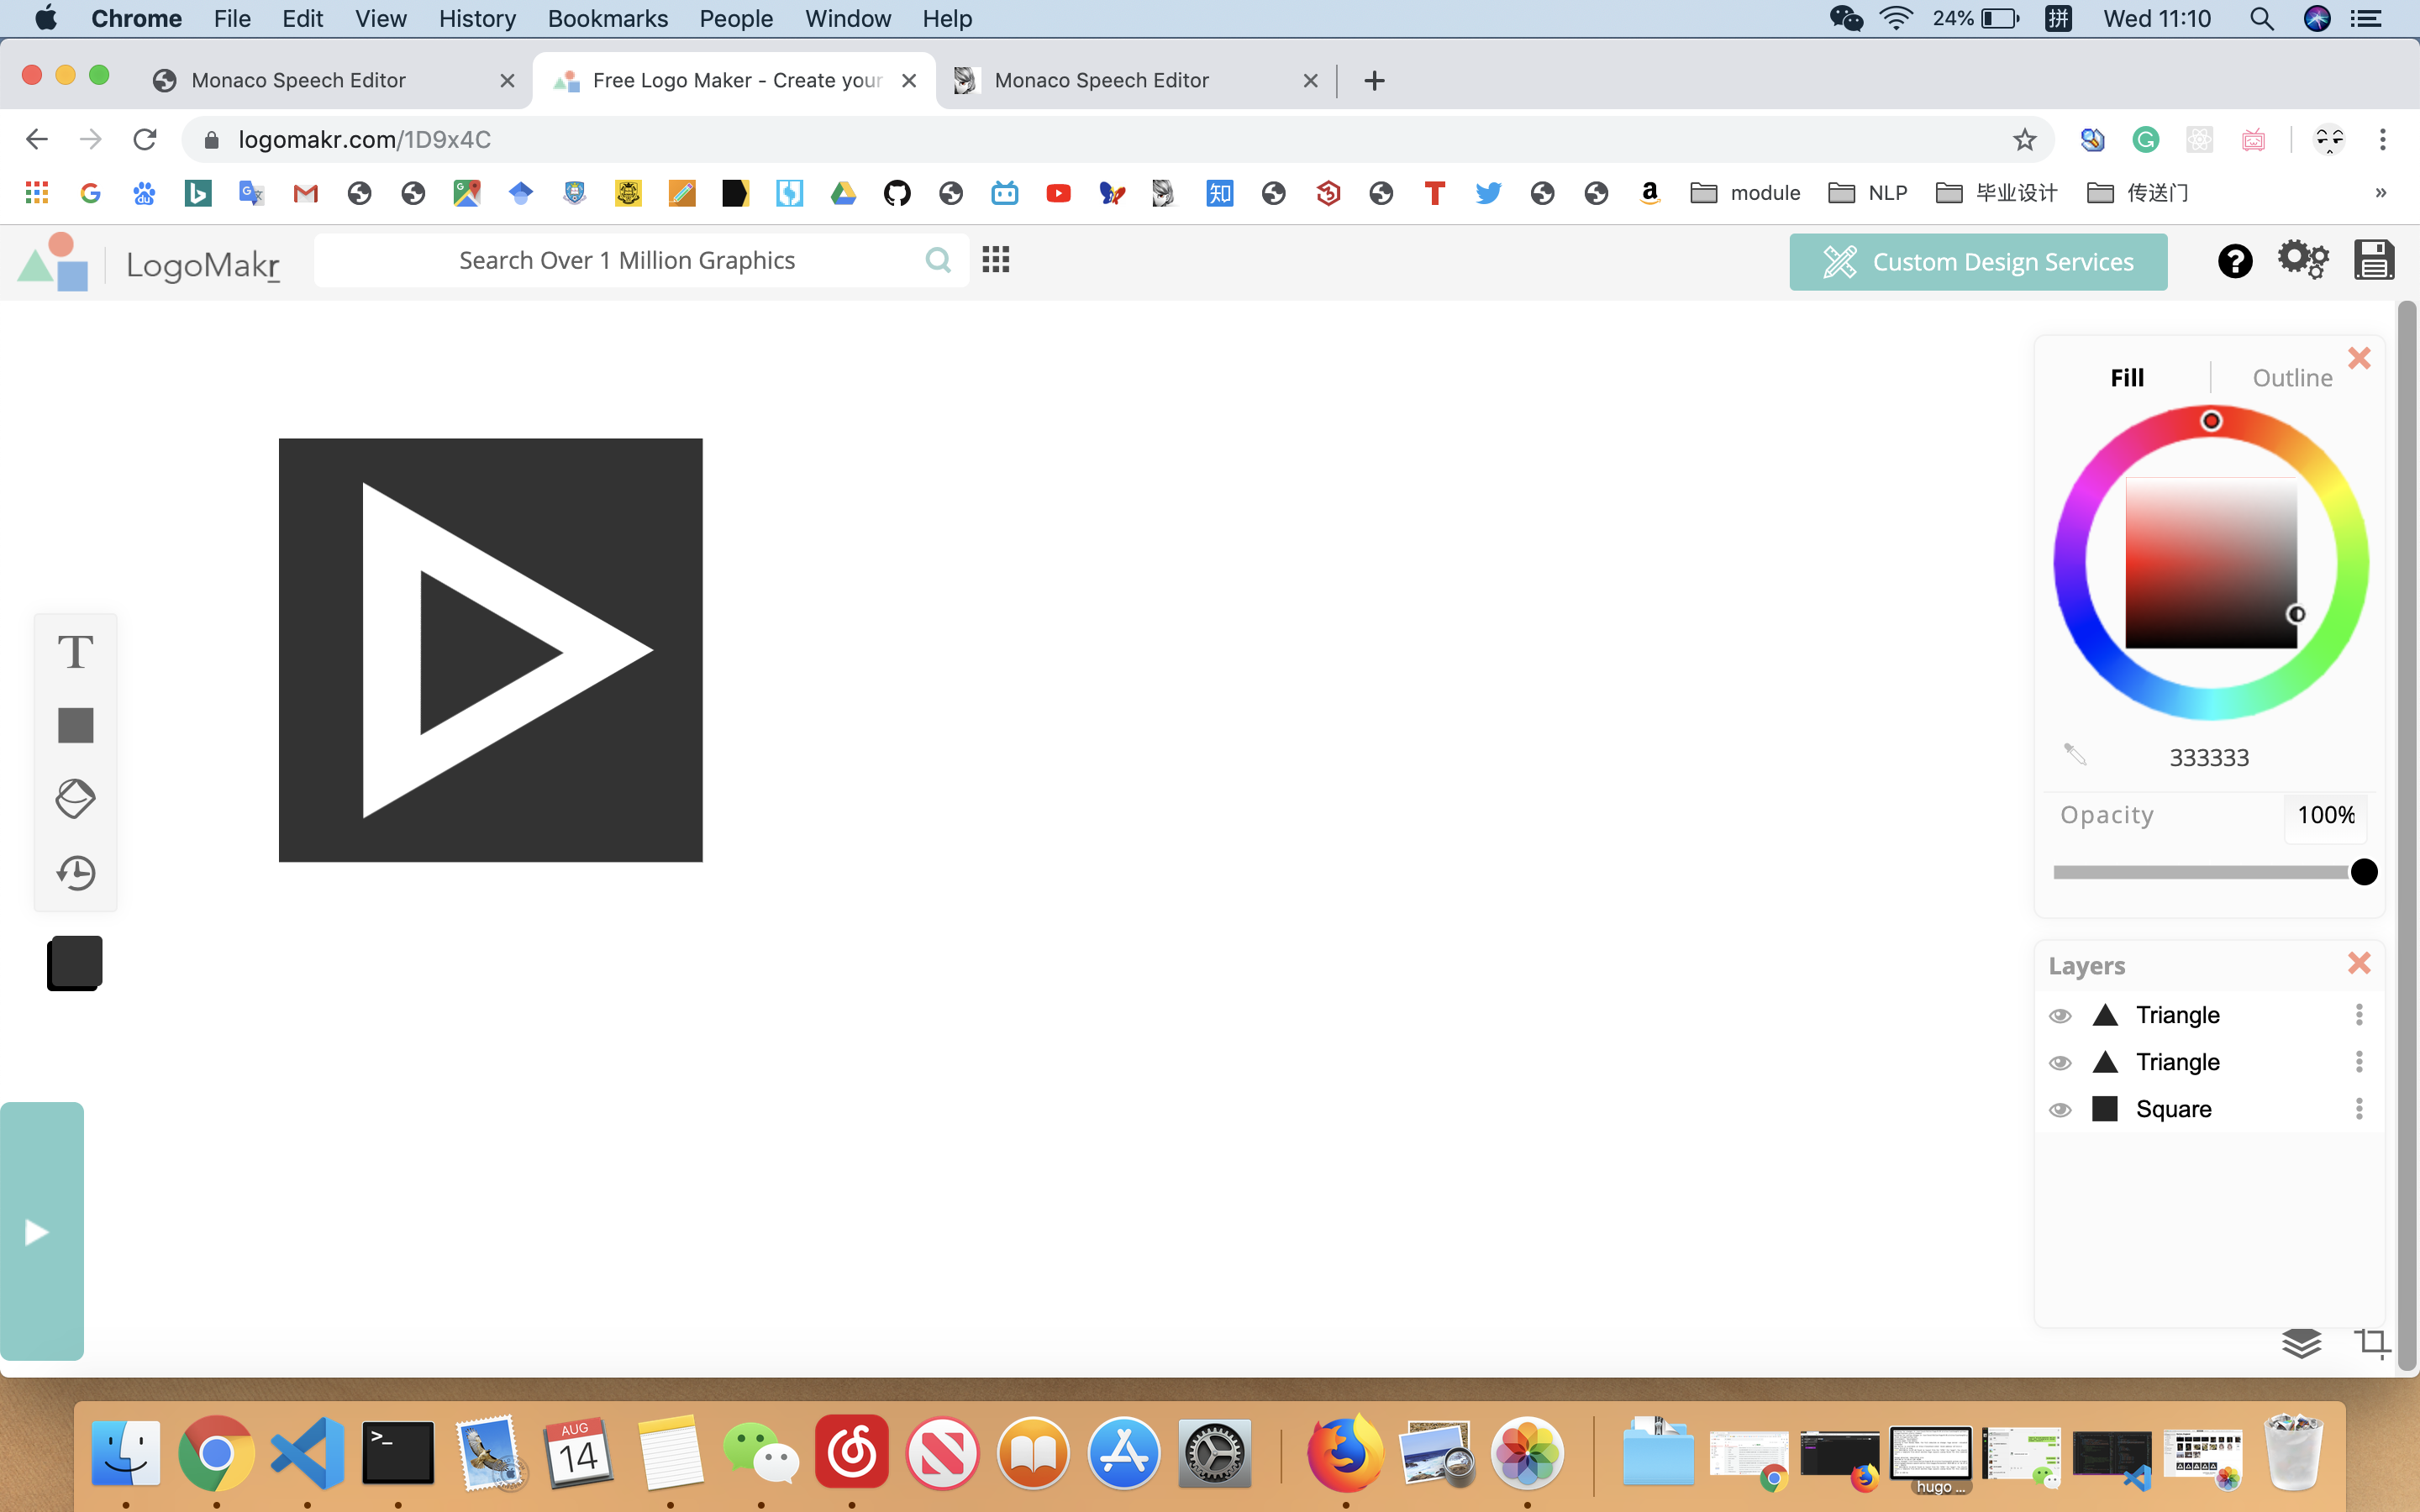 Chrome File Edit View History Bookmarks People Window Help 24% 拼 Wed 11:10
Monaco Speech Editor Free Logo Maker - Create your Monaco Speech Editor
logomakr.com/1D9x4C
知 module NLP 毕业设计 传送门 »
LogoMakr Search Over 1 Million Graphics Custom Design Services ?
Fill Outline
T
333333
Opacity 100%
Layers
Triangle
Triangle
Square
AUG
14
hugo ...